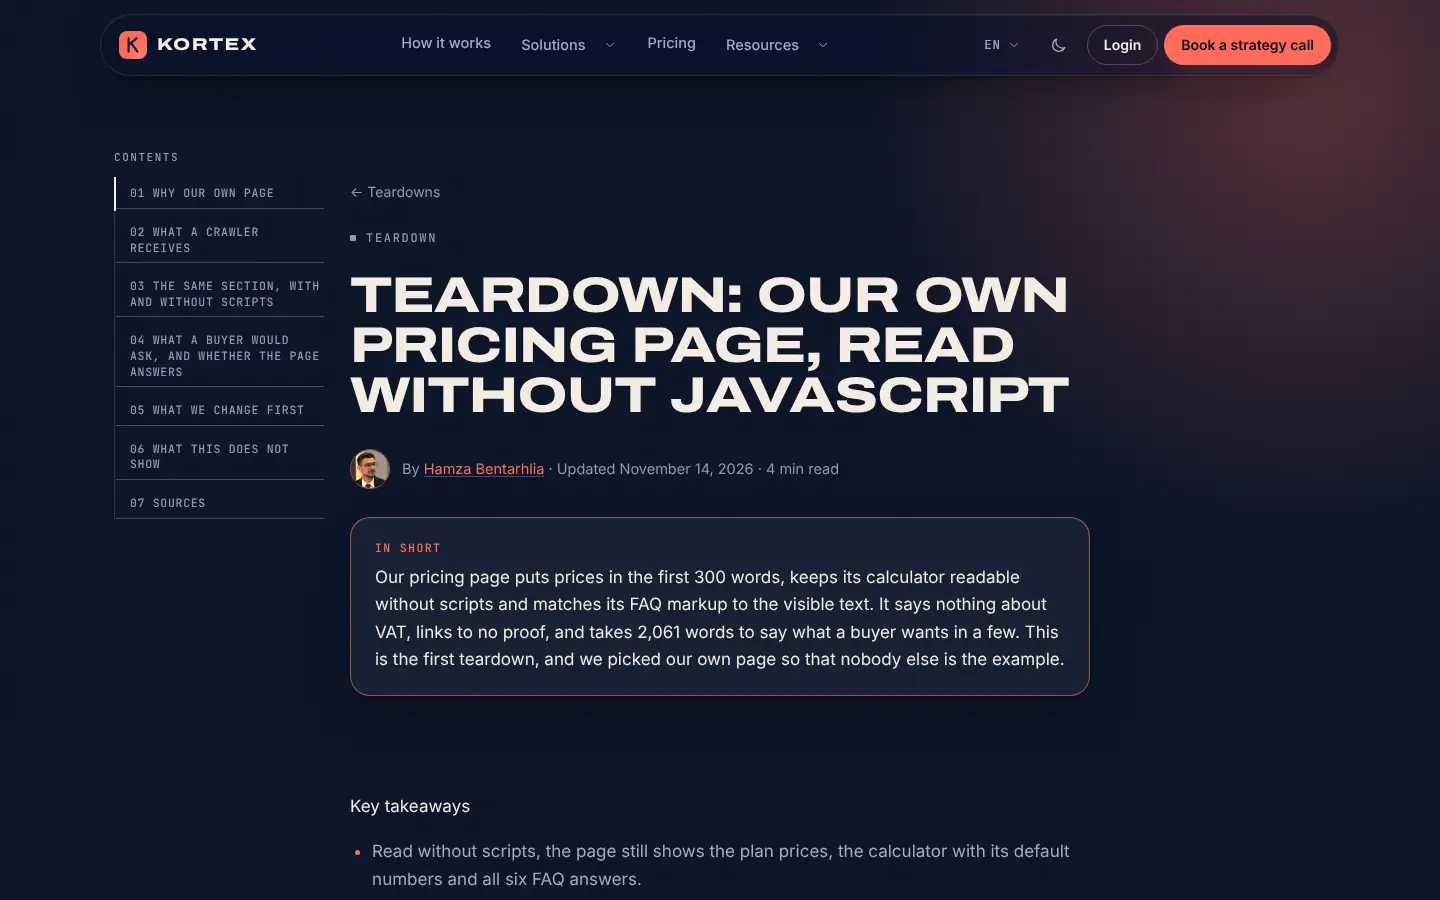 KORTEX
How it works
Solutions
Pricing
Resources
EN
Login
Book a strategy call
CONTENTS
01 WHY OUR OWN PAGE
02 WHAT A CRAWLER
RECEIVES
03 THE SAME SECTION, WITH
AND WITHOUT SCRIPTS
04 WHAT A BUYER WOULD
ASK, AND WHETHER THE PAGE
ANSWERS
05 WHAT WE CHANGE FIRST
06 WHAT THIS DOES NOT
SHOW
07 SOURCES
← Teardowns
TEARDOWN
TEARDOWN: OUR OWN
PRICING PAGE, READ
WITHOUT JAVASCRIPT
By Hamza Bentarhlia · Updated November 14, 2026 · 4 min read
IN SHORT
Our pricing page puts prices in the first 300 words, keeps its calculator readable
without scripts and matches its FAQ markup to the visible text. It says nothing about
VAT, links to no proof, and takes 2,061 words to say what a buyer wants in a few. This
is the first teardown, and we picked our own page so that nobody else is the example.
Key takeaways
Read without scripts, the page still shows the plan prices, the calculator with its default
numbers and all six FAQ answers.